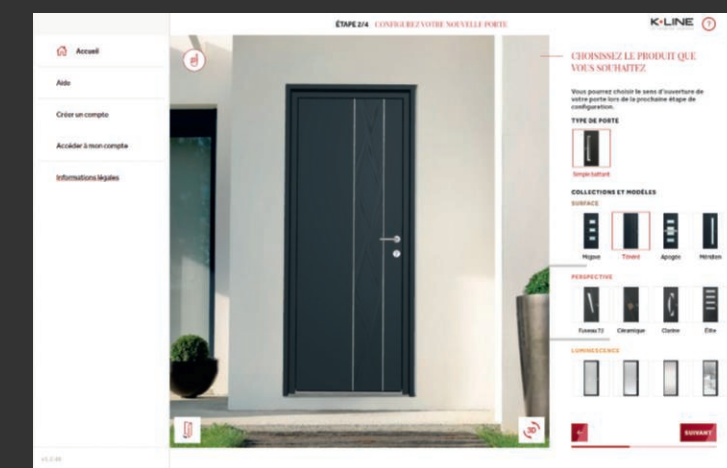 ÉTAPE 2/4 CONFIGUREZ VOTRE NOUVELLE PORTE
K•LINE
?
Accueil
Aide
Créer un compte
Accéder à mon compte
Informations légales
CHOISISSEZ LE PRODUIT QUE
VOUS SOUHAITEZ
Vous pourrez choisir le sens d'ouverture de
votre porte lors de la prochaine étape de
configuration.
TYPE DE PORTE
Simple battant
COLLECTIONS ET MODÈLES
SURFACE
Ténéré Apogée Méridien
PERSPECTIVE
Fuseau T2 Céramique Clarine Élite
LUMINESCENCE
3D
SUIVANT